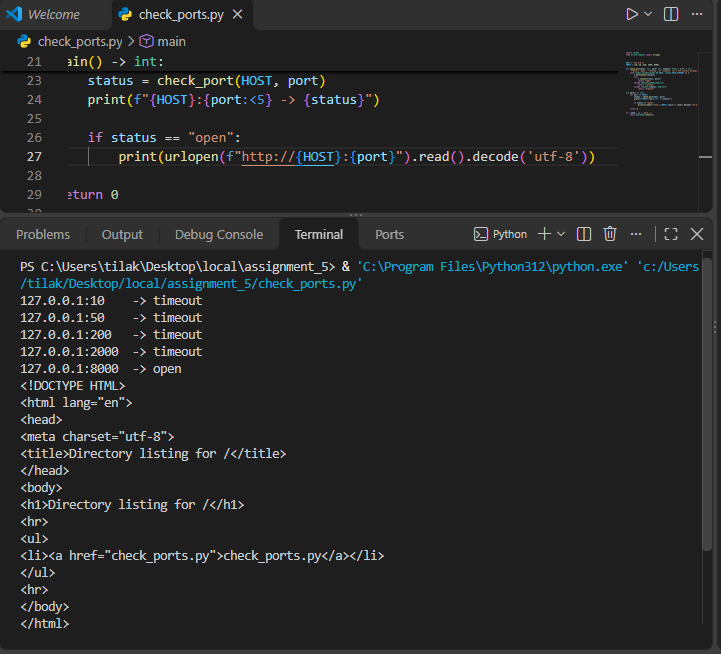 Welcome check_ports.py
check_ports.py > main
21 ain() -> int:
23 status = check_port(HOST, port)
24 print(f"{HOST}:{port:<5} -> {status}")
25
26 if status == "open":
27 print(urlopen(f"http://{HOST}:{port}").read().decode('utf-8'))
28
29 eturn 0
30
Problems Output Debug Console Terminal Ports Python
PS C:\Users\tilak\Desktop\local\assignment_5> & 'C:\Program Files\Python312\python.exe' 'c:/Users
/tilak/Desktop/local/assignment_5/check_ports.py'
127.0.0.1:10    -> timeout
127.0.0.1:50    -> timeout
127.0.0.1:200   -> timeout
127.0.0.1:2000  -> timeout
127.0.0.1:8000  -> open
<!DOCTYPE HTML>
<html lang="en">
<head>
<meta charset="utf-8">
<title>Directory listing for /</title>
</head>
<body>
<h1>Directory listing for /</h1>
<hr>
<ul>
<li><a href="check_ports.py">check_ports.py</a></li>
</ul>
<hr>
</body>
</html>